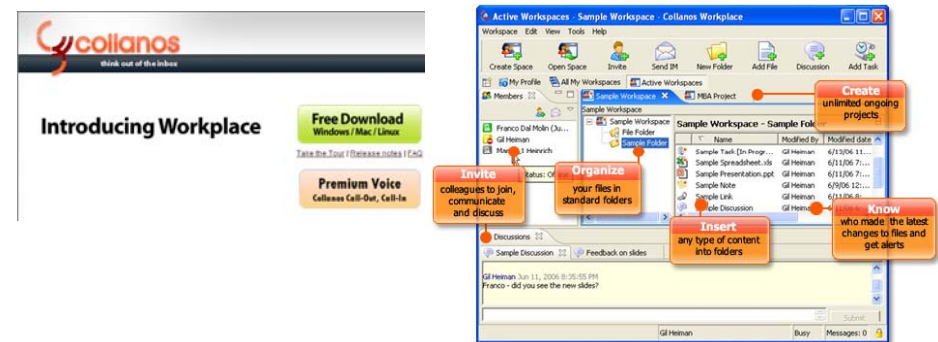 collanos
think out of the inbox
Introducing Workplace
Free Download
Windows / Mac / Linux
Take the Tour / Release notes / FAQ
Premium Voice
Collanos Call-Out, Call-In
Active Workspaces - Sample Workspace - Collanos Workplace
Workspace Edit View Tools Help
Create Space Open Space Invite Send IM New Folder Add File Discussion Add Task
My Profile All My Workspaces Active Workspaces
Members Sample Workspace MBA Project
Create
unlimited ongoing
projects
Sample Workspace
Franco Dal Molin (Ju...
Gil Heiman
Heinrich
Status:
Sample Workspace
File Folder
Sample Folder
Sample Workspace - Sample
Name Modified By Modified date
Sample Task [In Progr... Gil Heiman 6/13/06 11...
Sample Spreadsheet.xls Gil Heiman 6/11/06 7:...
Sample Presentation.ppt Gil Heiman 6/11/06 7:...
Sample Note Gil Heiman 6/9/06 12:...
Sample Link Gil Heiman
Discussion Gil
Invite
colleagues to join,
communicate
and discuss
Organize
your files in
standard folders
Insert
any type of content
into folders
Know
who made the latest
changes to files and
get alerts
Discussions
Sample Discussion Feedback on slides
Gil Heiman Jun 11, 2006 8:35:55 PM
Franco - did you see the new slides?
Submit
Gil Heiman Busy Messages: 0